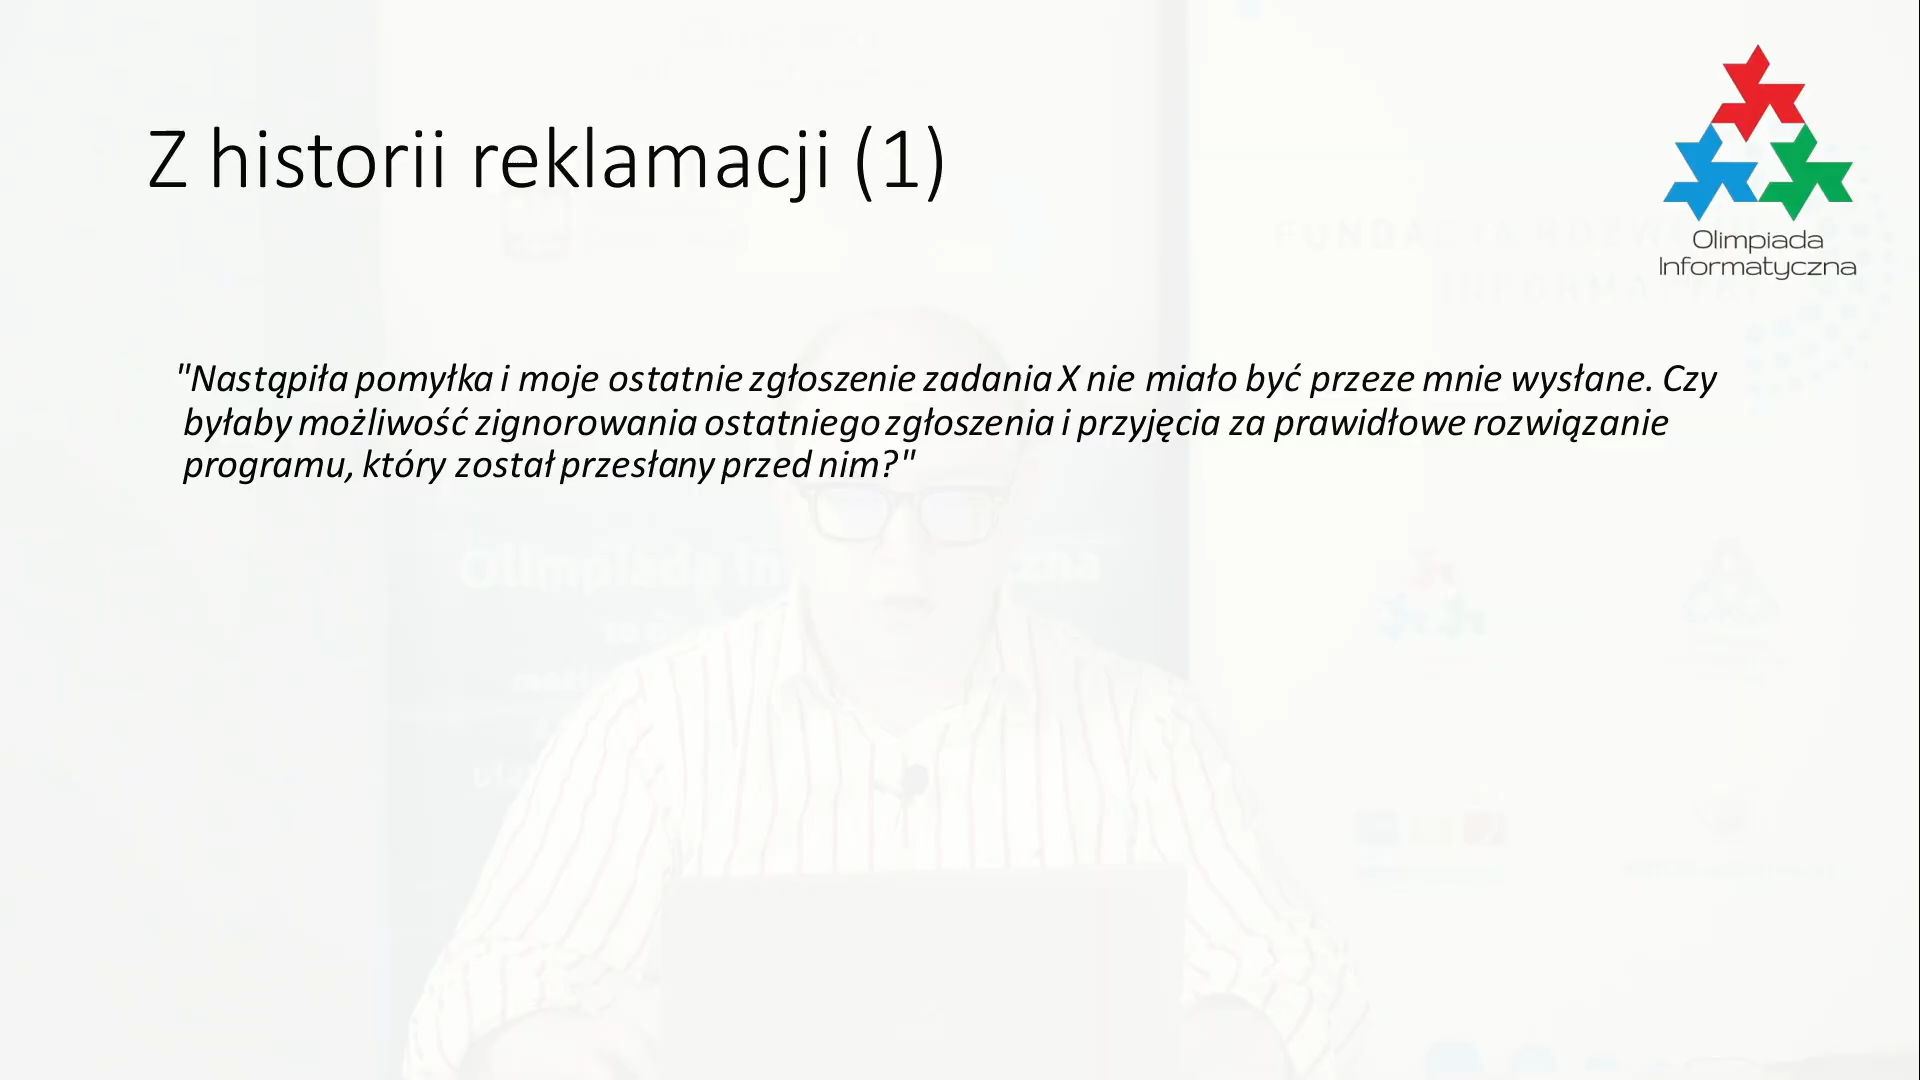 Z historii reklamacji (1)
Olimpiada
Informatyczna
"Nastąpiła pomyłka i moje ostatnie zgłoszenie zadania X nie miało być przeze mnie wysłane. Czy
byłaby możliwość zignorowania ostatniego zgłoszenia i przyjęcia za prawidłowe rozwiązanie
programu, który został przesłany przed nim?"